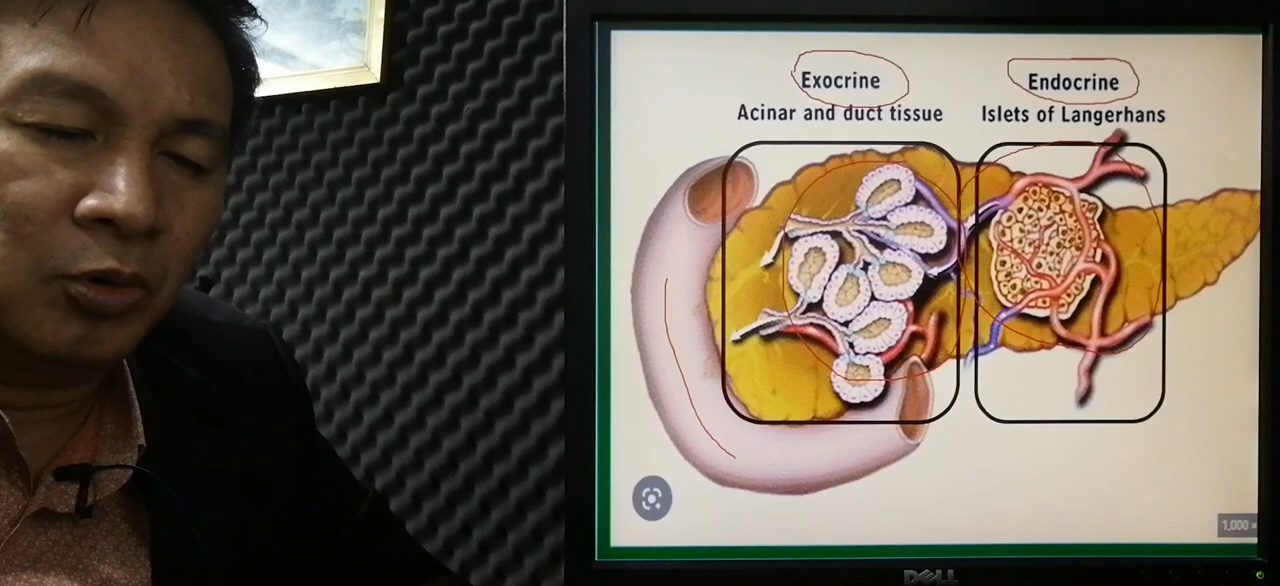 Exocrine
Acinar and duct tissue
Endocrine
Islets of Langerhans
1,000 ×
DELL